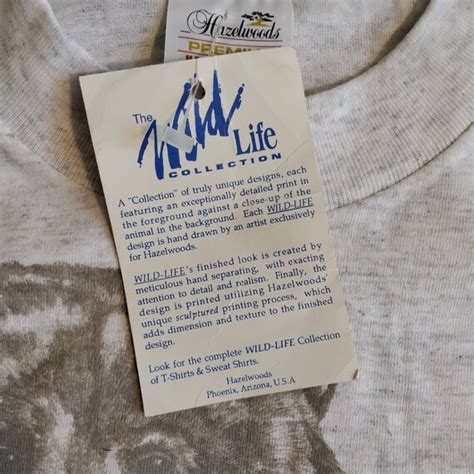 Hazelwoods
PREMIUM
The Wild Life
COLLECTION
A "Collection" of truly unique designs, each
featuring an exceptionally detailed print in
the foreground against a close-up of the
animal in the background. Each WILD-LIFE
design is hand drawn by an artist exclusively
for Hazelwoods.
WILD-LIFE's finished look is created by
meticulous hand separating, with exacting
attention to detail and realism. Finally, the
design is printed utilizing Hazelwoods'
unique sculptured printing process, which
adds dimension and texture to the finished
design.
Look for the complete WILD-LIFE Collection
of T-Shirts & Sweat Shirts.
Hazelwoods
Phoenix, Arizona, U.S.A